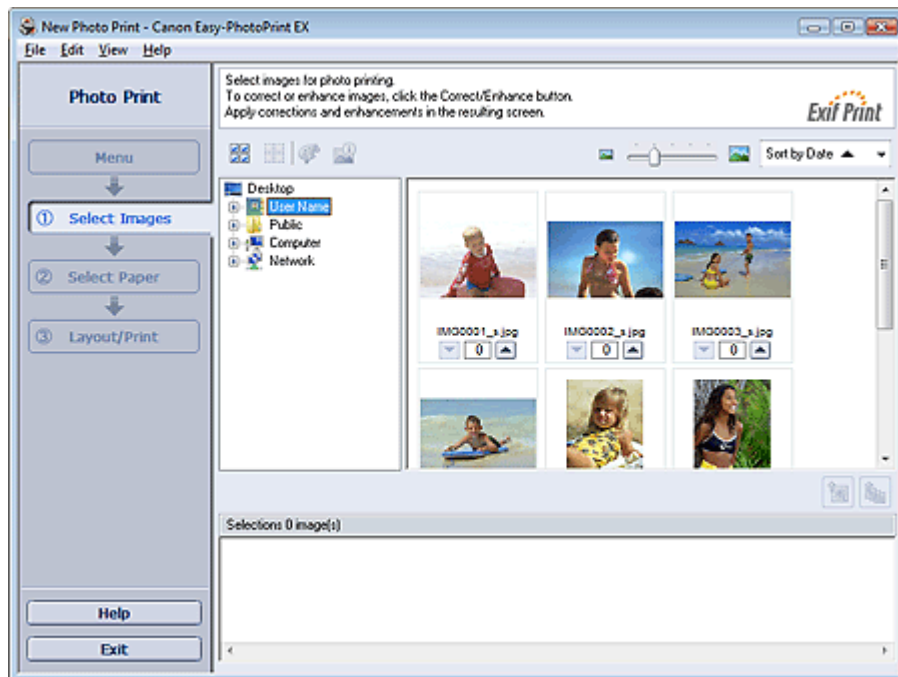 New Photo Print - Canon Easy-PhotoPrint EX
File Edit View Help
Photo Print
Menu
① Select Images
② Select Paper
③ Layout/Print
Help
Exit
Select images for photo printing.
To correct or enhance images, click the Correct/Enhance button.
Apply corrections and enhancements in the resulting screen.
Exif Print
Sort by Date
Desktop
User Name
Public
Computer
Network
IMG0001_s.jpg
0
IMG0002_s.jpg
0
IMG0003_s.jpg
0
Selections 0 image(s)